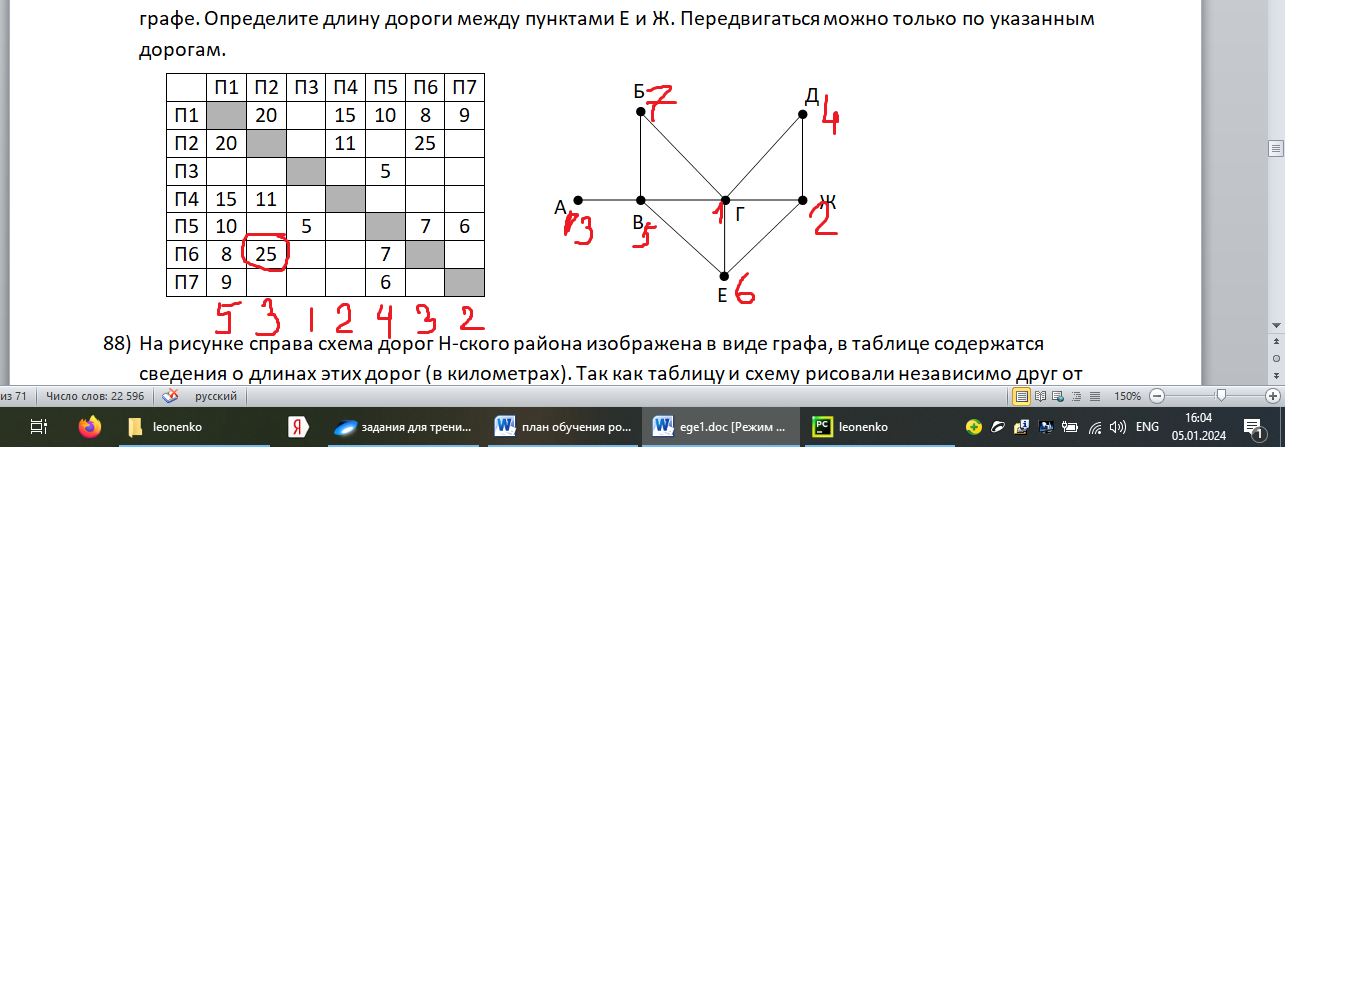 графе. Определите длину дороги между пунктами Е и Ж. Передвигаться можно только по указанным
дорогам.
П1 П2 П3 П4 П5 П6 П7
П1 20 15 10 8 9
П2 20 11 25
П3 5
П4 15 11
П5 10 5 7 6
П6 8 25 7
П7 9 6
5 3 1 2 4 3 2
Б 7
Д 4
А 3
В 5
1 Г
Ж 2
Е 6
88) На рисунке справа схема дорог Н-ского района изображена в виде графа, в таблице содержатся
сведения о длинах этих дорог (в километрах). Так как таблицу и схему рисовали независимо друг от
из 71 Число слов: 22 596 русский 150%
leonenko Я задания для трени... план обучения ро... ege1.doc [Режим ... PC leonenko ENG 16:04
05.01.2024 1